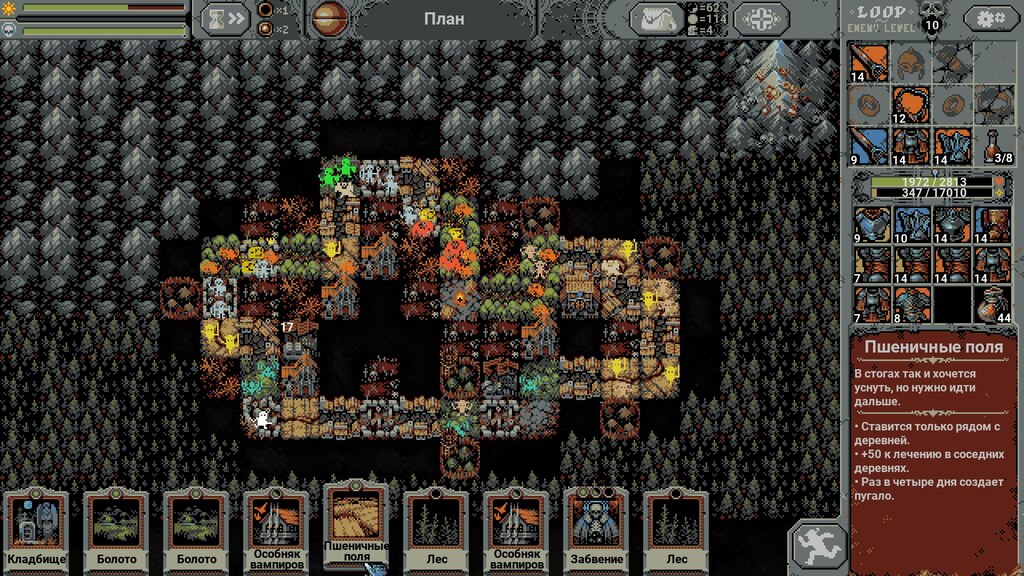 ×1
×2
План
=62
=114
=4
LOOP
10
ENEMY LEVEL
14
12
9
14
14
3/8
1972 / 2813
347 / 17010
9
10
14
14
7
14
14
14
7
8
44
17
Пшеничные поля
В стогах так и хочется
уснуть, но нужно идти
дальше.
• Ставится только рядом с
деревней.
• +50 к лечению в соседних
деревнях.
• Раз в четыре дня создает
пугало.
Кладбище
Болото
Болото
Особняк
вампиров
Пшеничные
поля
Лес
Особняк
вампиров
Забвение
Лес